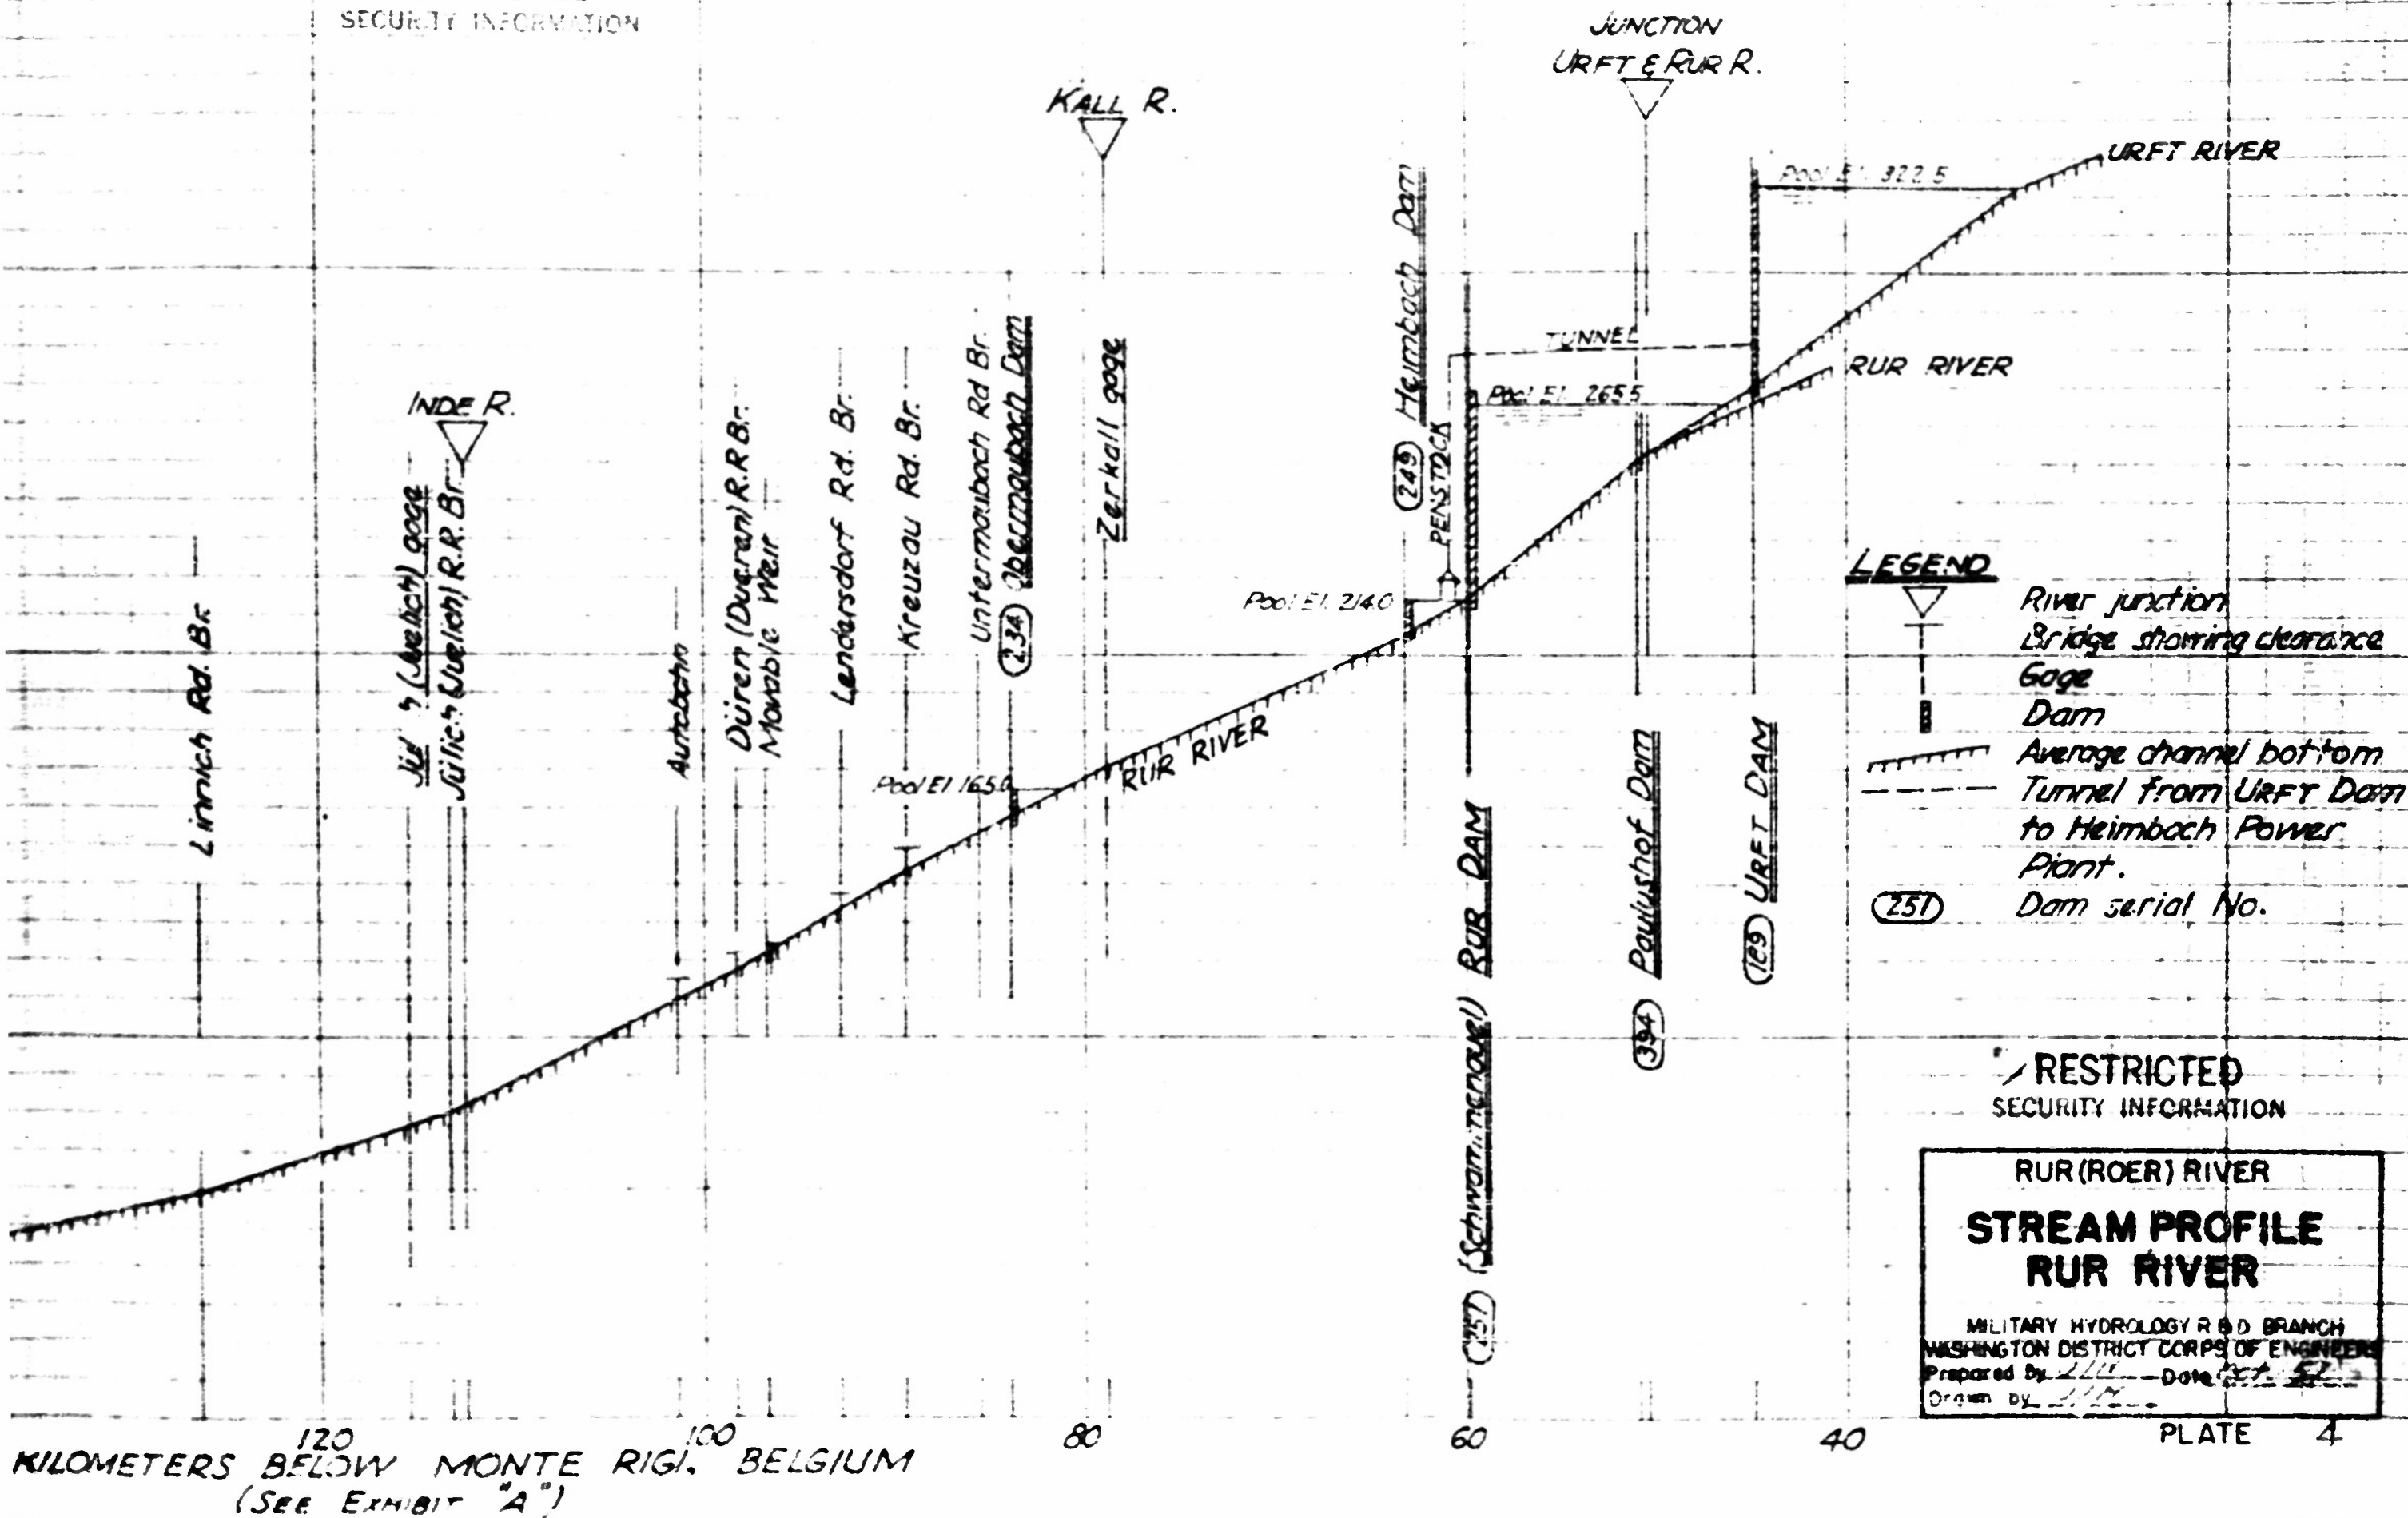 SECURITY INFORMATION
JUNCTION
URFT & RUR R.
KALL R.
URFT RIVER
Pool El. 322.5
Heimbach Dam
249
TUNNEL
RUR RIVER
Pool El. 265.5
PENSTOCK
INDE R.
Linnich Rd. Br.
(Juelich) gage
Jülich (Juelich) R.R. Br.
Autobahn
Düren (Dueren) R.R. Br.
Movable Weir
Lendersdorf Rd. Br.
Kreuzau Rd. Br.
Untermaubach Rd Br.
234 Obermaubach Dam
Zerkall gage
Pool El. 214.0
Pool El 165.0
RUR RIVER
251 (Schwammenauel) RUR DAM
394 Paulushof Dam
URFT DAM
LEGEND
River junction
Bridge showing clearance
Gage
Dam
Average channel bottom
Tunnel from URFT Dam
to Heimbach Power
Plant.
251 Dam serial No.
RESTRICTED
SECURITY INFORMATION
RUR (ROER) RIVER
STREAM PROFILE
RUR RIVER
MILITARY HYDROLOGY R & D BRANCH
WASHINGTON DISTRICT CORPS OF ENGINEERS
Prepared By Date Oct. 52
Drawn by
PLATE 4
120 100 80 60 40
KILOMETERS BELOW MONTE RIGI, BELGIUM
(SEE EXHIBIT "A")